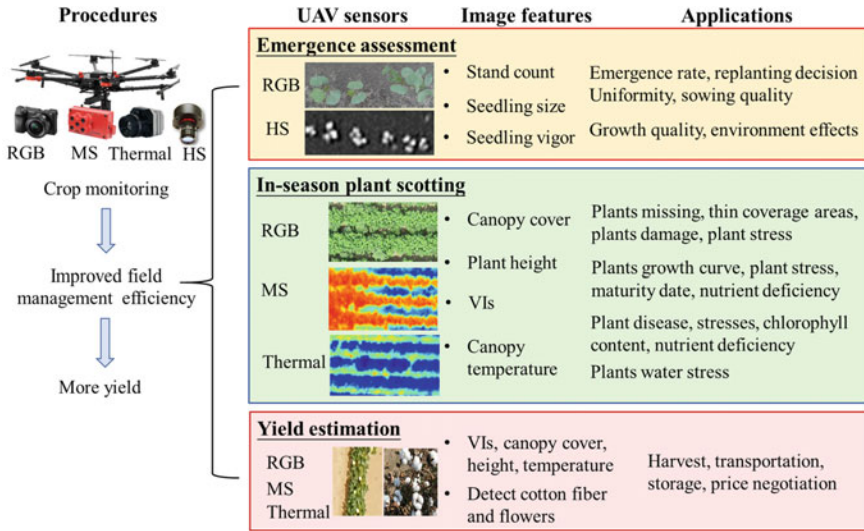 Procedures
UAV sensors
Image features
Applications
RGB
MS
Thermal
HS
Crop monitoring
Improved field
management efficiency
More yield
Emergence assessment
RGB
HS
• Stand count
• Seedling size
• Seedling vigor
Emergence rate, replanting decision
Uniformity, sowing quality
Growth quality, environment effects
In-season plant scotting
RGB
MS
Thermal
• Canopy cover
• Plant height
• VIs
• Canopy
temperature
Plants missing, thin coverage areas,
plants damage, plant stress
Plants growth curve, plant stress,
maturity date, nutrient deficiency
Plant disease, stresses, chlorophyll
content, nutrient deficiency
Plants water stress
Yield estimation
RGB
MS
Thermal
• VIs, canopy cover,
height, temperature
• Detect cotton fiber
and flowers
Harvest, transportation,
storage, price negotiation